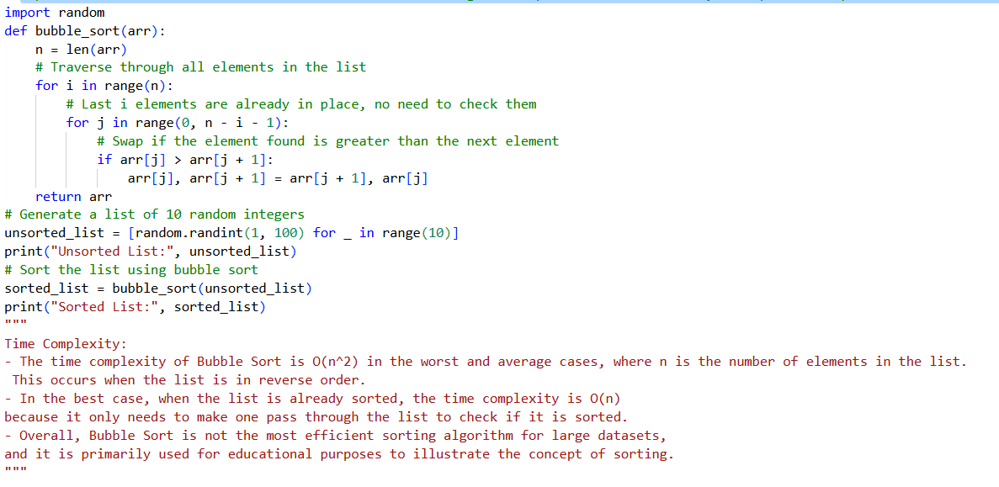 import random
def bubble_sort(arr):
    n = len(arr)
    # Traverse through all elements in the list
    for i in range(n):
        # Last i elements are already in place, no need to check them
        for j in range(0, n - i - 1):
            # Swap if the element found is greater than the next element
            if arr[j] > arr[j + 1]:
                arr[j], arr[j + 1] = arr[j + 1], arr[j]
    return arr
# Generate a list of 10 random integers
unsorted_list = [random.randint(1, 100) for _ in range(10)]
print("Unsorted List:", unsorted_list)
# Sort the list using bubble sort
sorted_list = bubble_sort(unsorted_list)
print("Sorted List:", sorted_list)
"""
Time Complexity:
- The time complexity of Bubble Sort is O(n^2) in the worst and average cases, where n is the number of elements in the list.
 This occurs when the list is in reverse order.
- In the best case, when the list is already sorted, the time complexity is O(n)
because it only needs to make one pass through the list to check if it is sorted.
- Overall, Bubble Sort is not the most efficient sorting algorithm for large datasets,
and it is primarily used for educational purposes to illustrate the concept of sorting.
"""